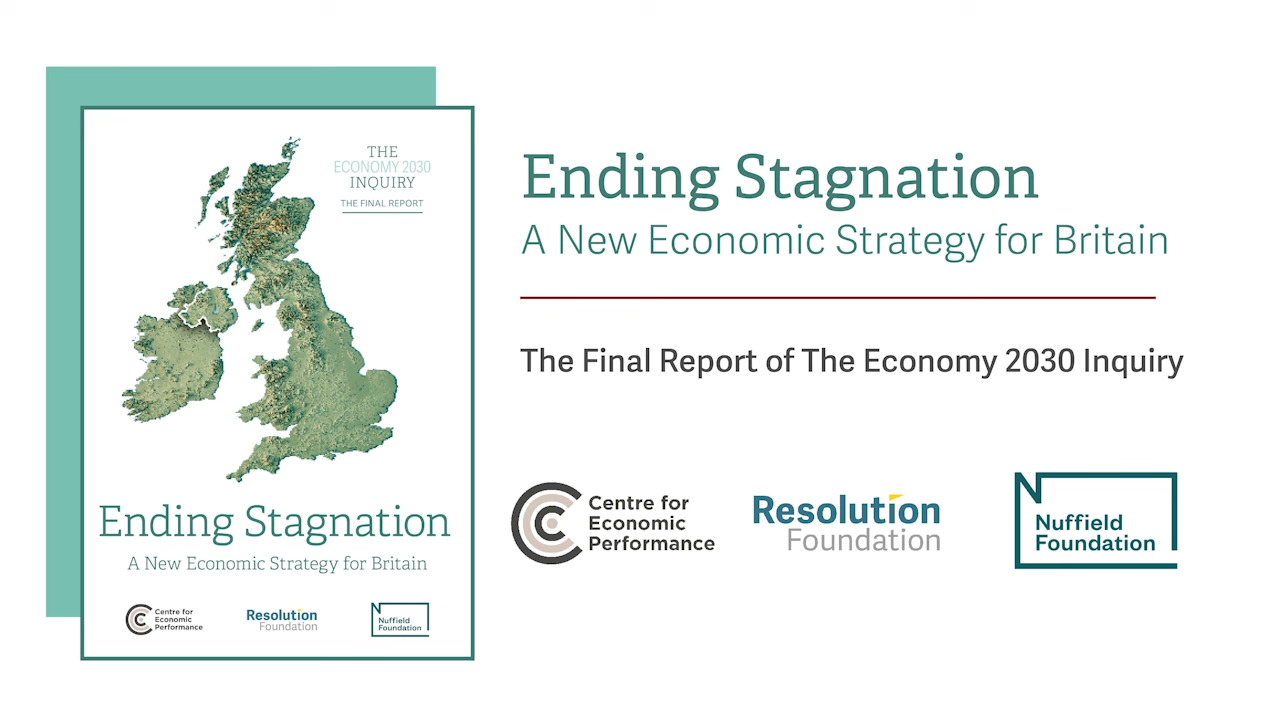 THE
ECONOMY 2030
INQUIRY
THE FINAL REPORT
Ending Stagnation
A New Economic Strategy for Britain
Centre for
Economic
Performance
Resolution
Foundation
Nuffield
Foundation
Ending Stagnation
A New Economic Strategy for Britain
The Final Report of The Economy 2030 Inquiry
Centre for
Economic
Performance
Resolution
Foundation
Nuffield
Foundation